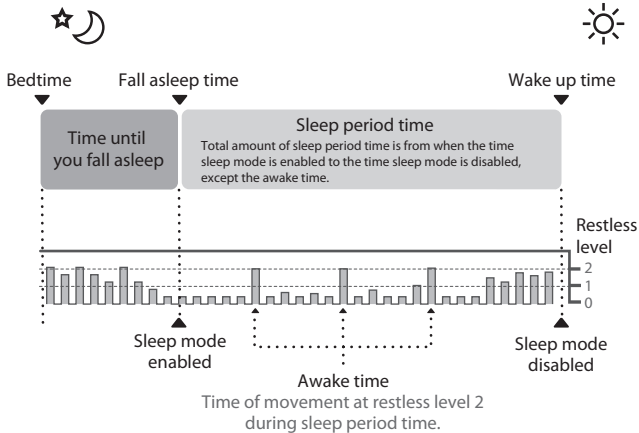 Bedtime
Fall asleep time
Wake up time
Time until
you fall asleep
Sleep period time
Total amount of sleep period time is from when the time
sleep mode is enabled to the time sleep mode is disabled,
except the awake time.
Restless
level
2
1
0
Sleep mode
enabled
Sleep mode
disabled
Awake time
Time of movement at restless level 2
during sleep period time.